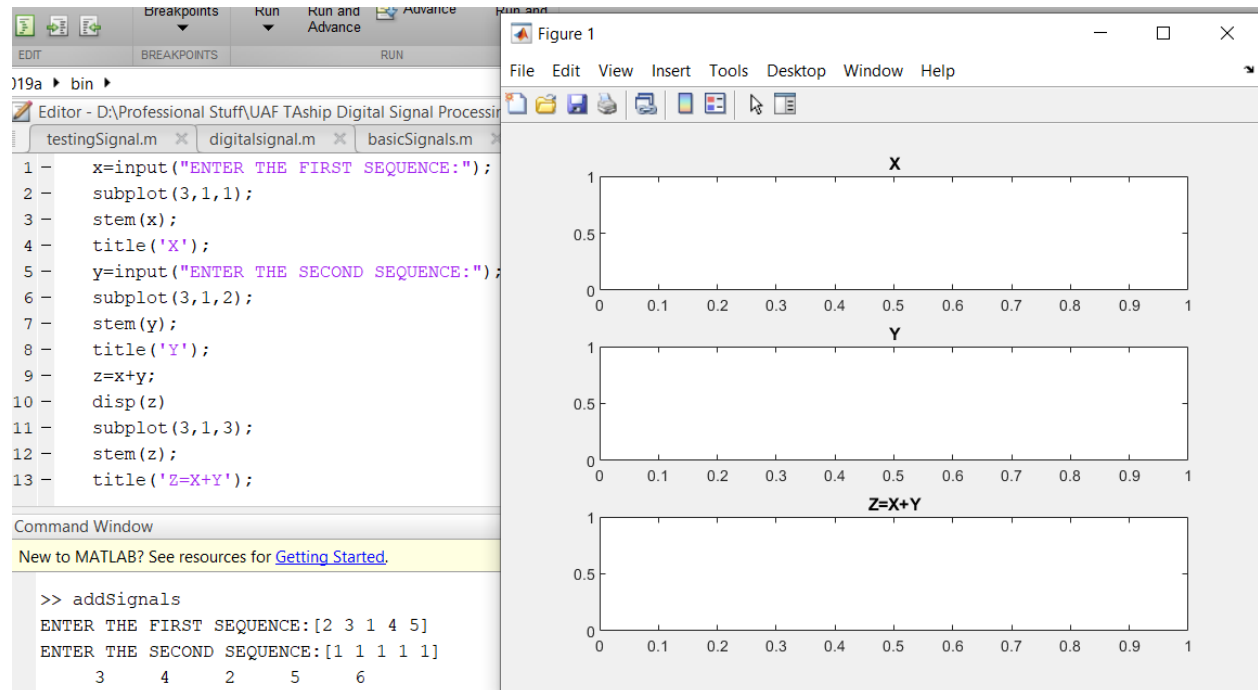 Breakpoints Run Run and Advance Run and
Advance
EDIT BREAKPOINTS RUN
019a bin
Editor - D:\Professional Stuff\UAF TAship Digital Signal Processin
testingSignal.m digitalsignal.m basicSignals.m
1 x=input("ENTER THE FIRST SEQUENCE:");
2 subplot(3,1,1);
3 stem(x);
4 title('X');
5 y=input("ENTER THE SECOND SEQUENCE:");
6 subplot(3,1,2);
7 stem(y);
8 title('Y');
9 z=x+y;
10 disp(z)
11 subplot(3,1,3);
12 stem(z);
13 title('Z=X+Y');
Command Window
New to MATLAB? See resources for Getting Started.
>> addSignals
ENTER THE FIRST SEQUENCE:[2 3 1 4 5]
ENTER THE SECOND SEQUENCE:[1 1 1 1 1]
3 4 2 5 6
Figure 1
File Edit View Insert Tools Desktop Window Help
X
1
0.5
0
0 0.1 0.2 0.3 0.4 0.5 0.6 0.7 0.8 0.9 1
Y
1
0.5
0
0 0.1 0.2 0.3 0.4 0.5 0.6 0.7 0.8 0.9 1
Z=X+Y
1
0.5
0
0 0.1 0.2 0.3 0.4 0.5 0.6 0.7 0.8 0.9 1